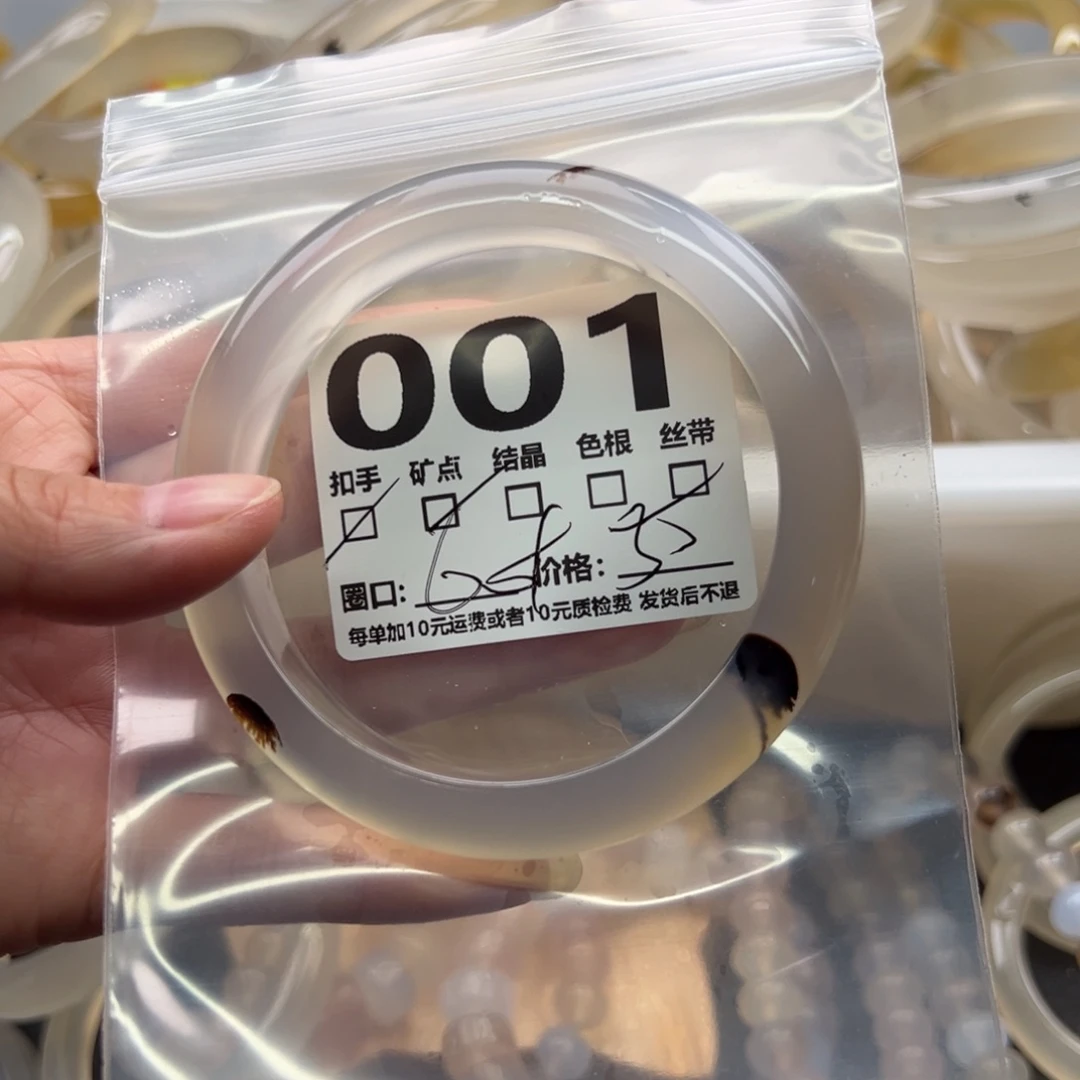 001
扣手 矿点 结晶 色根 丝带
圈口: 价格: 35
每单加10元运费或者10元质检费 发货后不退